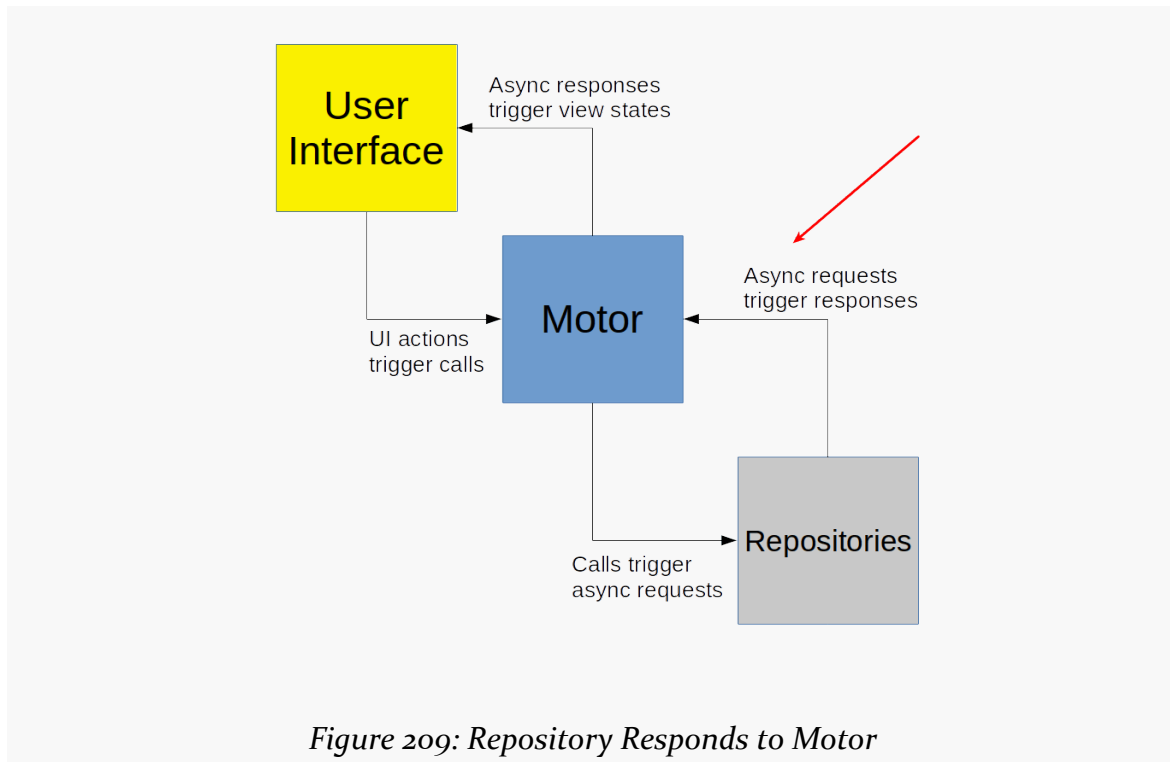 User
Interface
Async responses
trigger view states
Async requests
trigger responses
Motor
UI actions
trigger calls
Repositories
Calls trigger
async requests
Figure 209: Repository Responds to Motor